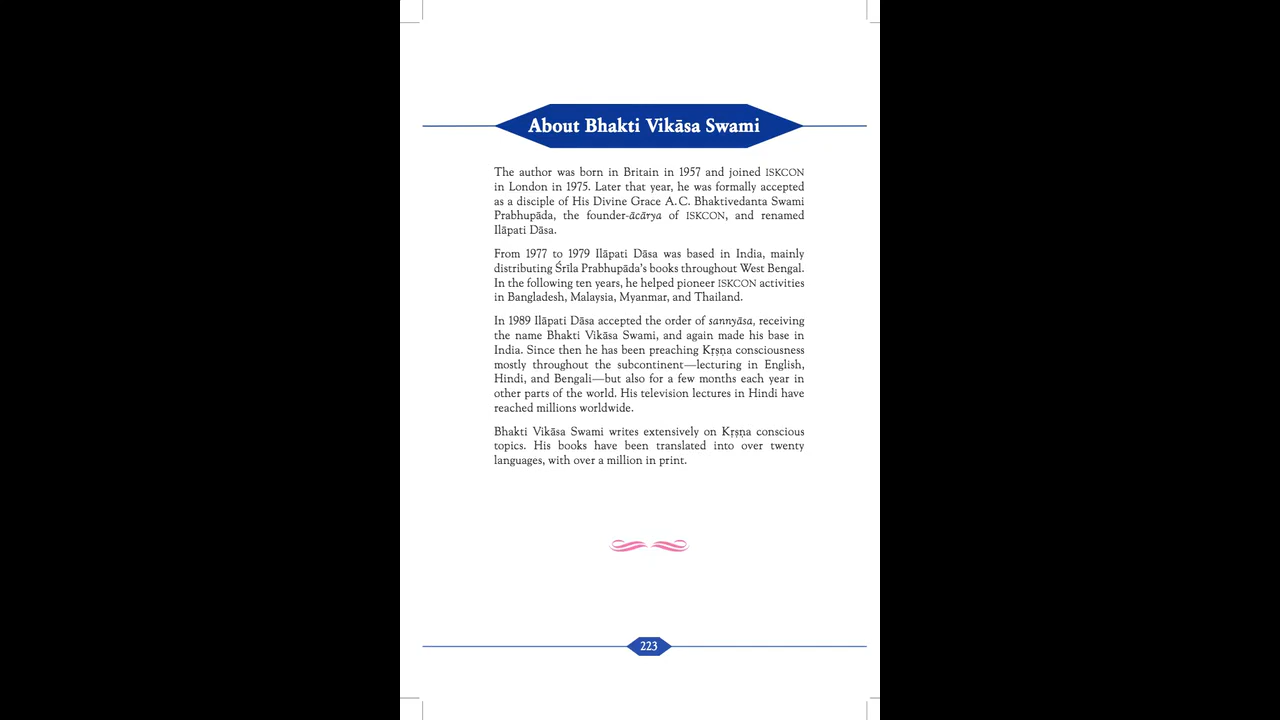 About Bhakti Vikāsa Swami
The author was born in Britain in 1957 and joined ISKCON
in London in 1975. Later that year, he was formally accepted
as a disciple of His Divine Grace A. C. Bhaktivedanta Swami
Prabhupāda, the founder-ācārya of ISKCON, and renamed
Ilāpati Dāsa.
From 1977 to 1979 Ilāpati Dāsa was based in India, mainly
distributing Śrīla Prabhupāda's books throughout West Bengal.
In the following ten years, he helped pioneer ISKCON activities
in Bangladesh, Malaysia, Myanmar, and Thailand.
In 1989 Ilāpati Dāsa accepted the order of sannyāsa, receiving
the name Bhakti Vikāsa Swami, and again made his base in
India. Since then he has been preaching Kṛṣṇa consciousness
mostly throughout the subcontinent—lecturing in English,
Hindi, and Bengali—but also for a few months each year in
other parts of the world. His television lectures in Hindi have
reached millions worldwide.
Bhakti Vikāsa Swami writes extensively on Kṛṣṇa conscious
topics. His books have been translated into over twenty
languages, with over a million in print.
223